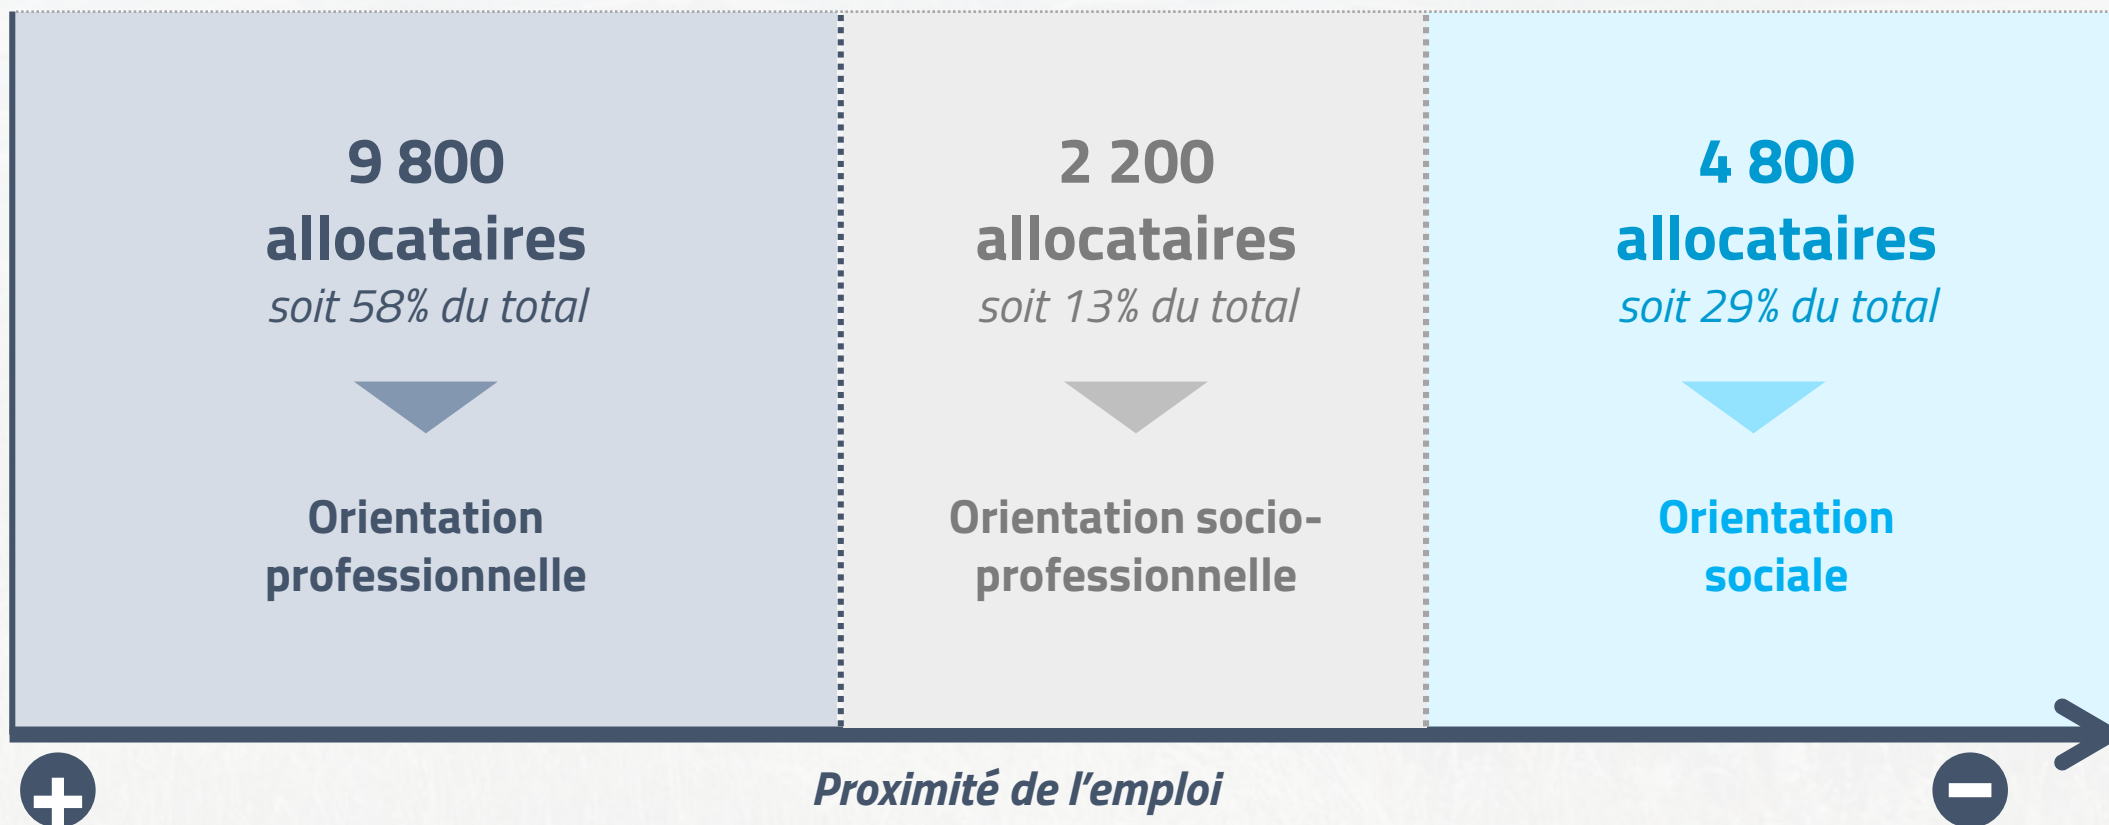 9 800
allocataires
soit 58% du total
Orientation
professionnelle
2 200
allocataires
soit 13% du total
Orientation socio-
professionnelle
4 800
allocataires
soit 29% du total
Orientation
sociale
Proximité de l'emploi